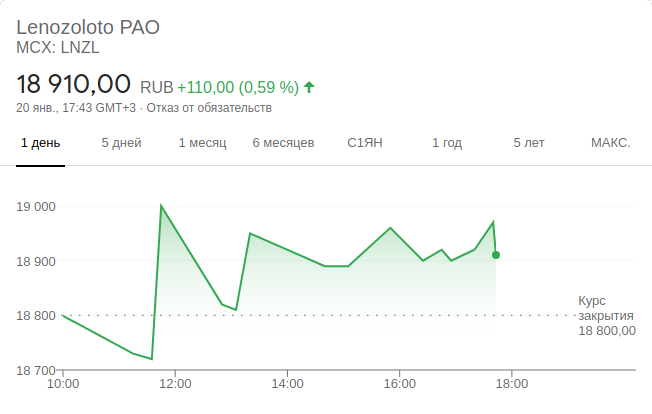 Lenozoloto PAO
MCX: LNZL
18 910,00 RUB +110,00 (0,59 %)
20 янв., 17:43 GMT+3 · Отказ от обязательств
1 день 5 дней 1 месяц 6 месяцев С1ЯН 1 год 5 лет МАКС.
19 000
18 900
18 800
18 700
Курс
закрытия
18 800,00
10:00 12:00 14:00 16:00 18:00